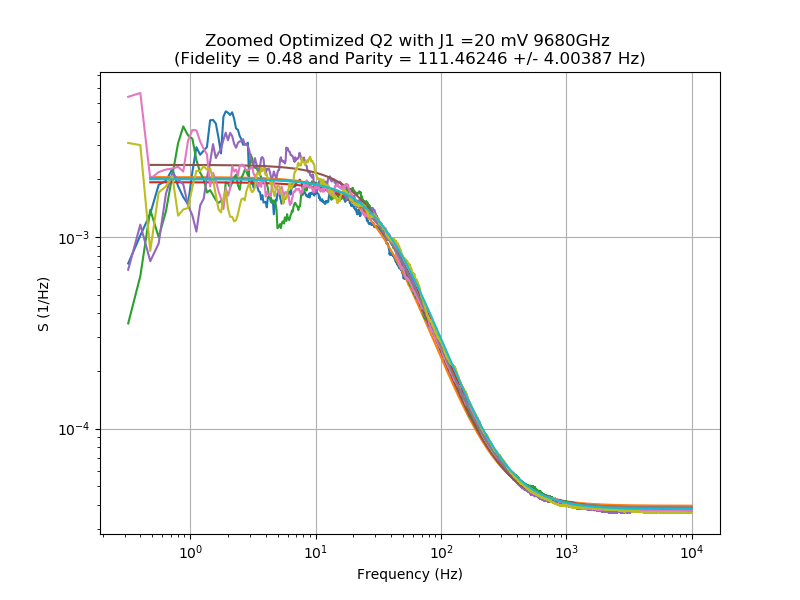 Zoomed Optimized Q2 with J1 =20 mV 9680GHz
(Fidelity = 0.48 and Parity = 111.46246 +/- 4.00387 Hz)
S (1/Hz)
10⁻³
10⁻⁴
10⁰ 10¹ 10² 10³ 10⁴
Frequency (Hz)